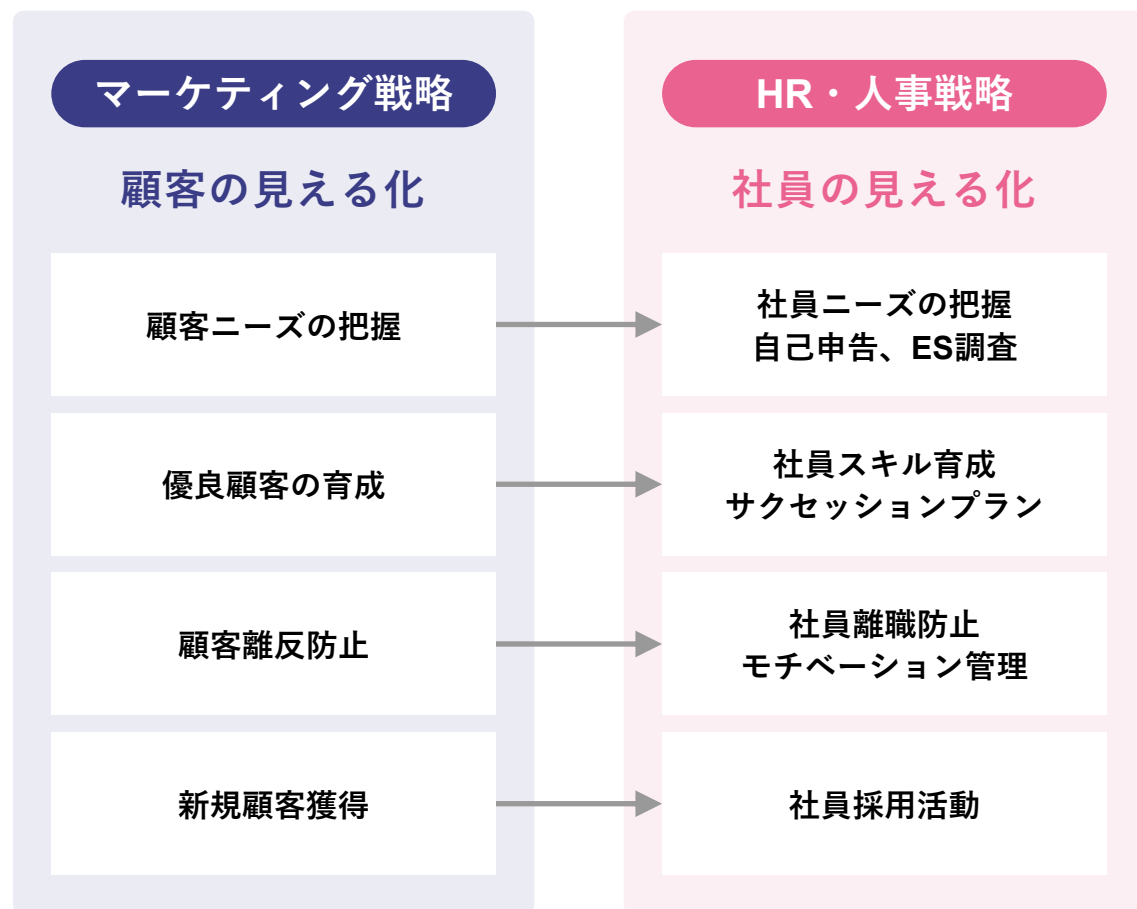 マーケティング戦略
顧客の見える化
顧客ニーズの把握
優良顧客の育成
顧客離反防止
新規顧客獲得
HR・人事戦略
社員の見える化
社員ニーズの把握
自己申告、ES調査
社員スキル育成
サクセッションプラン
社員離職防止
モチベーション管理
社員採用活動